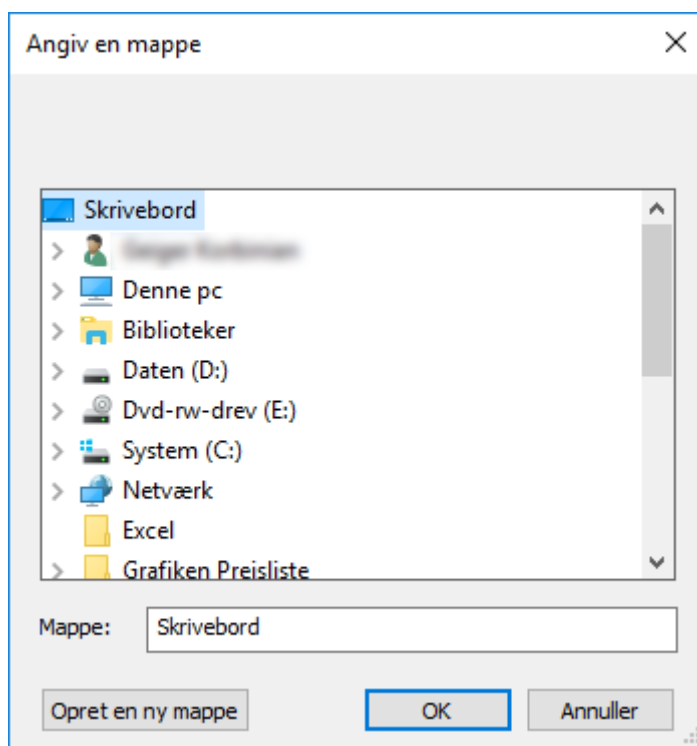 Angiv en mappe
Skrivebord
Denne pc
Biblioteker
Daten (D:)
Dvd-rw-drev (E:)
System (C:)
Netværk
Excel
Grafiken Preisliste
Mappe: Skrivebord
Opret en ny mappe OK Annuller